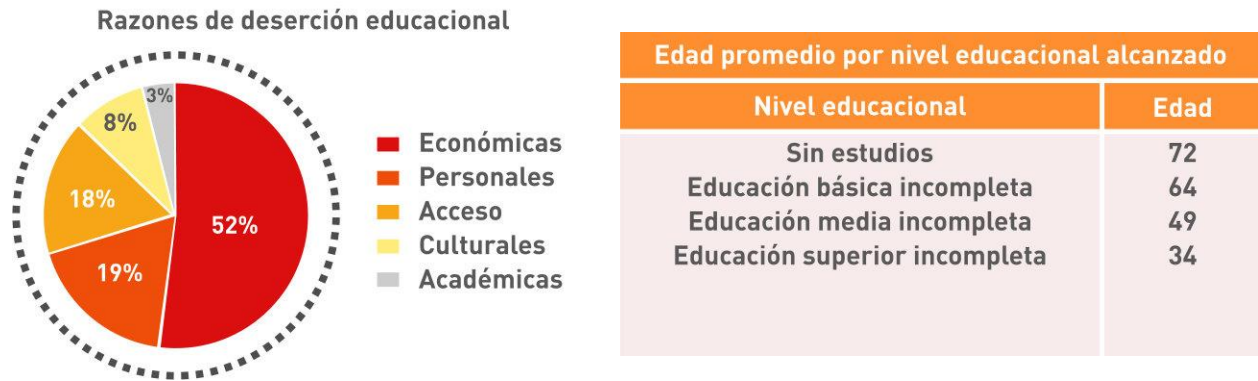 Razones de deserción educacional
3%
8%
18%
52%
19%
Económicas
Personales
Acceso
Culturales
Académicas
Edad promedio por nivel educacional alcanzado
Nivel educacional Edad
Sin estudios 72
Educación básica incompleta 64
Educación media incompleta 49
Educación superior incompleta 34